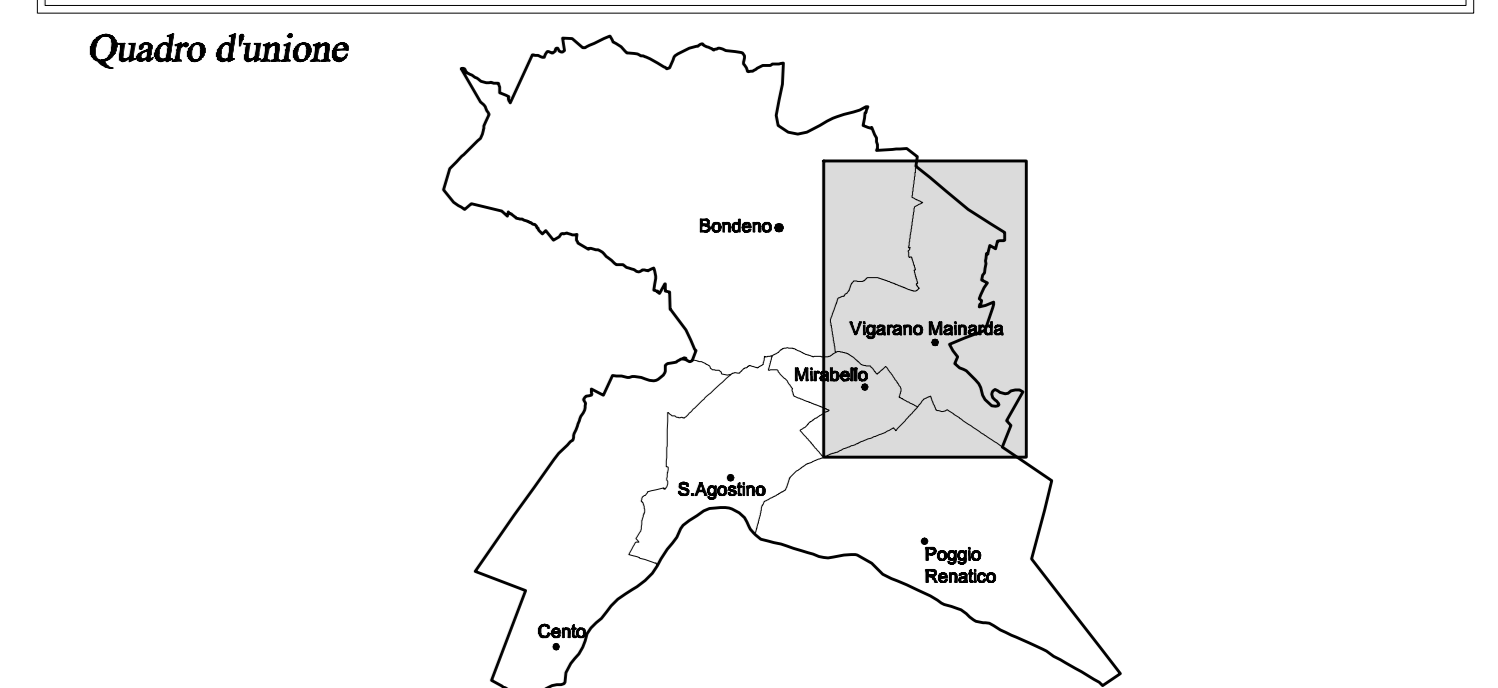 Quadro d'unione
Bondeno
Vigarano Mainarda
Mirabello
S.Agostino
Poggio
Renatico
Cento